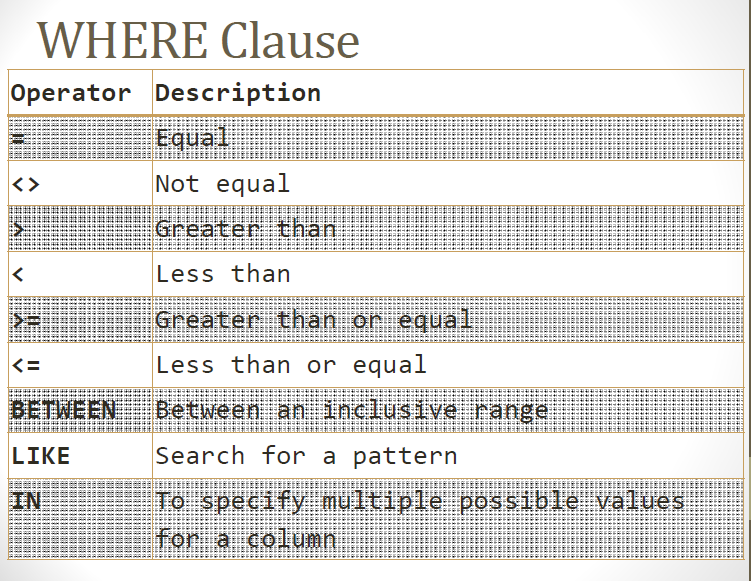 WHERE Clause
Operator Description
= Equal
<> Not equal
> Greater than
< Less than
>= Greater than or equal
<= Less than or equal
BETWEEN Between an inclusive range
LIKE Search for a pattern
IN To specify multiple possible values
for a column